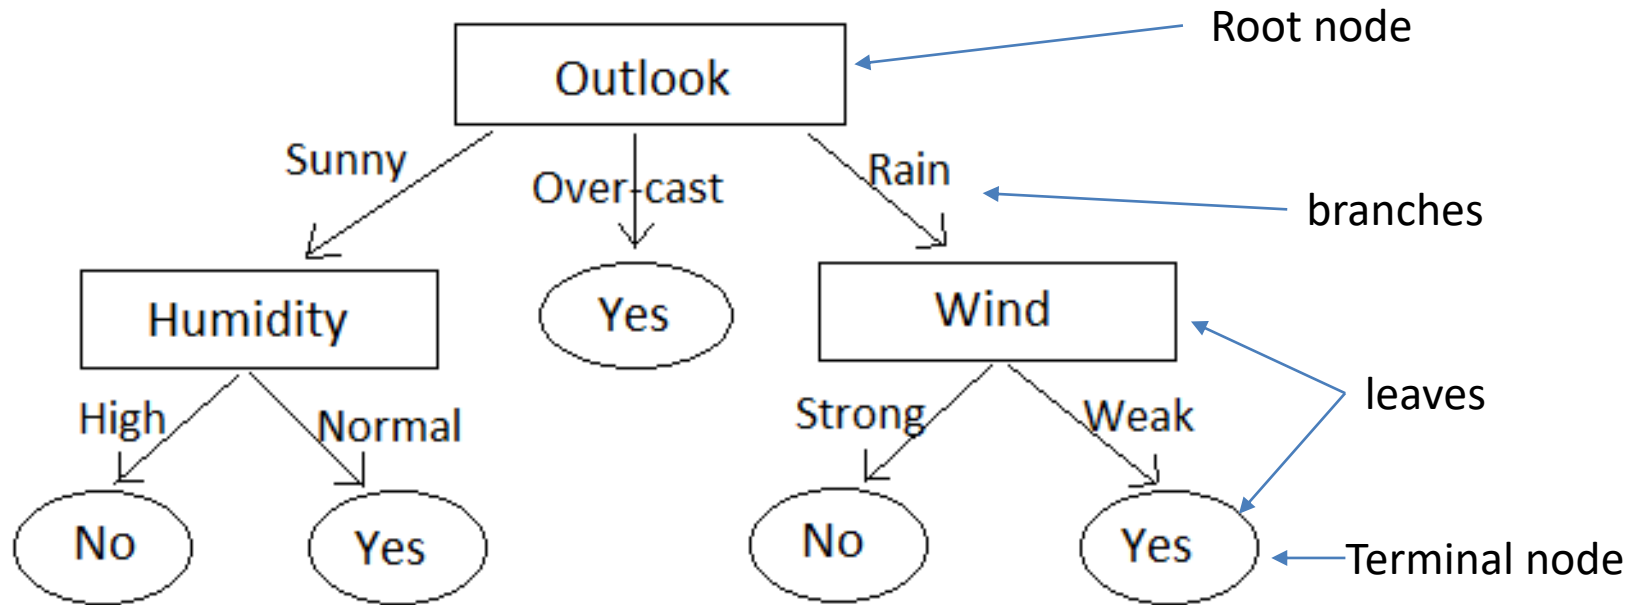 Root node
Outlook
Sunny
Over-cast
Rain
branches
Humidity
Yes
Wind
leaves
High
Normal
Strong
Weak
No
Yes
No
Yes
Terminal node